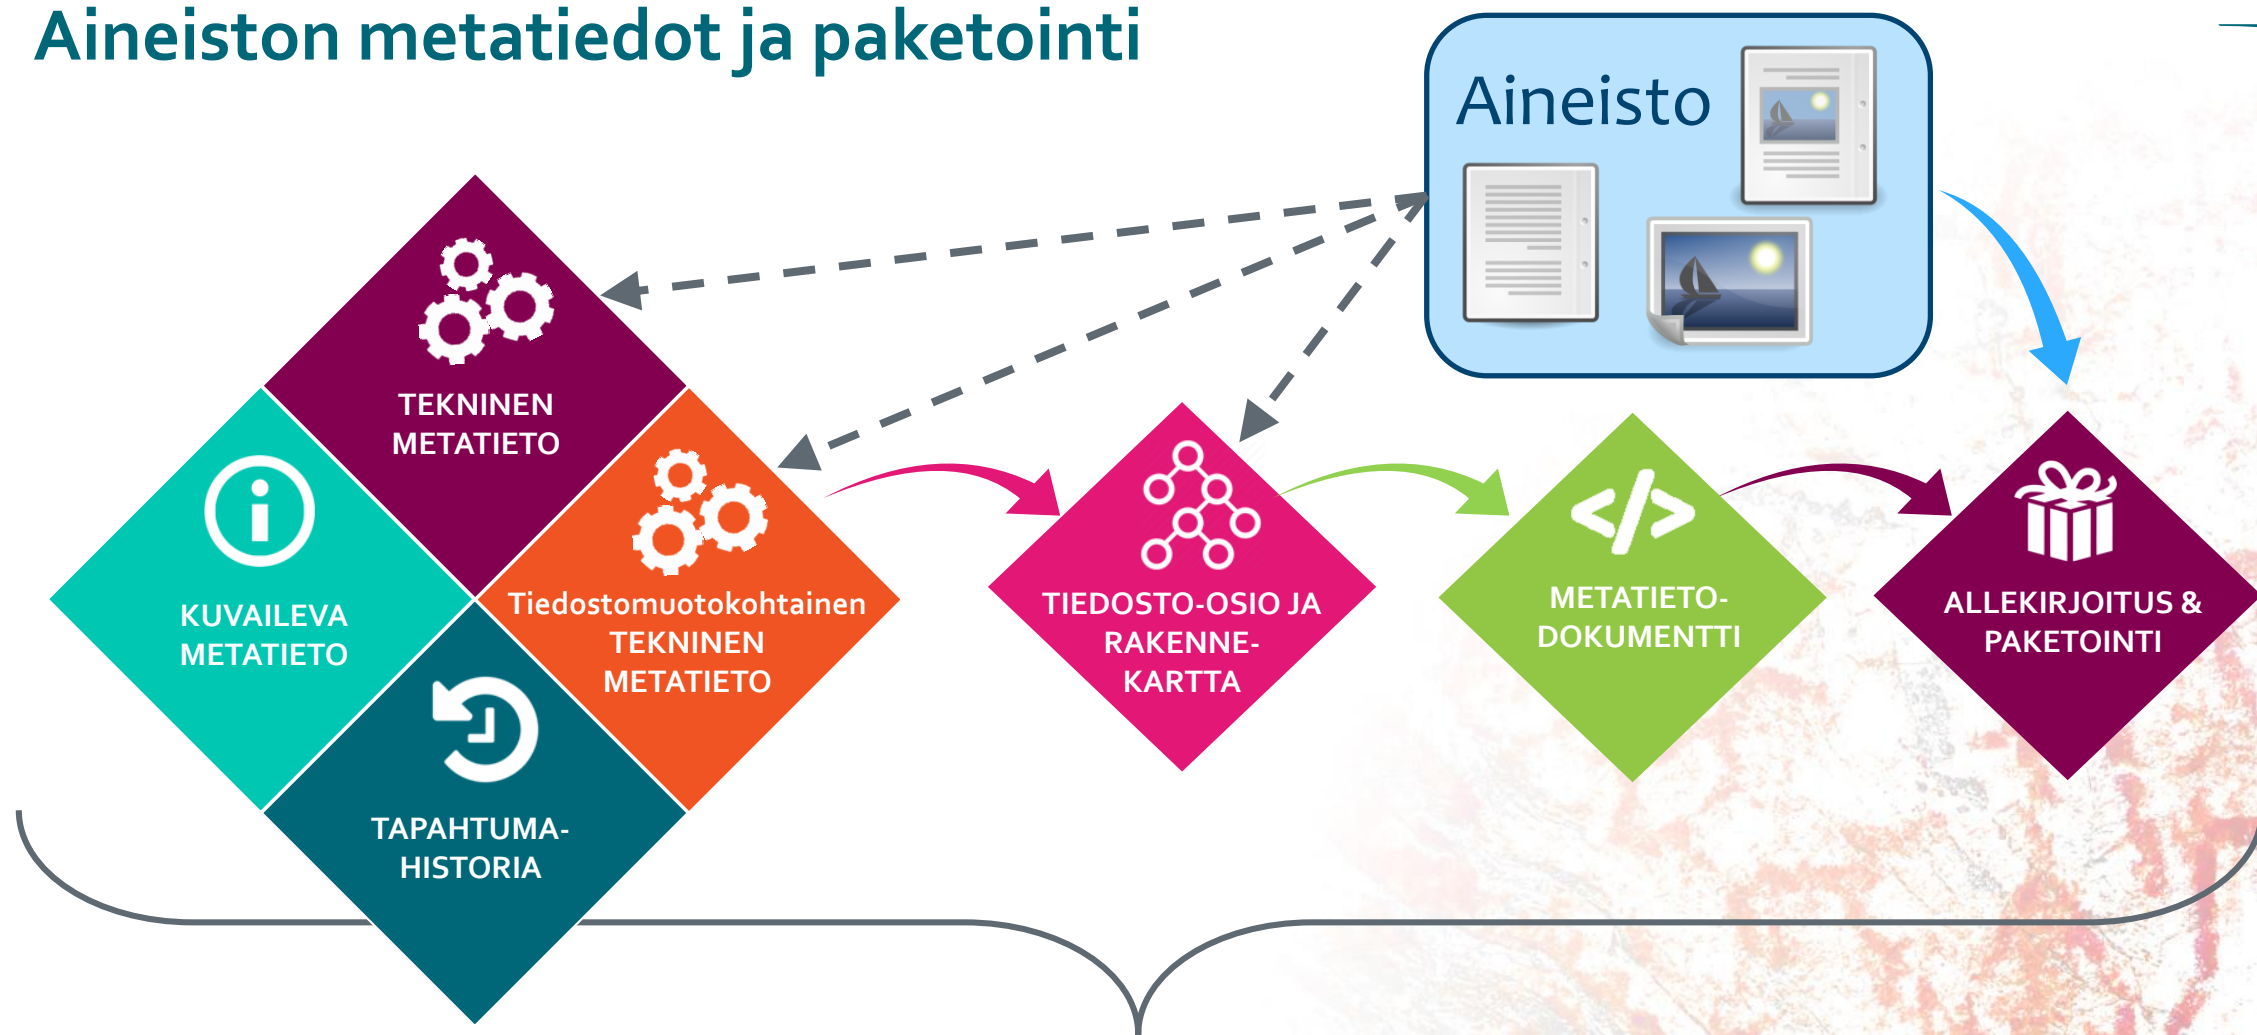 Aineiston metatiedot ja paketointi
Aineisto
TEKNINEN
METATIETO
KUVAILEVA
METATIETO
Tiedostomuotokohtainen
TEKNINEN
METATIETO
TAPAHTUMA-
HISTORIA
TIEDOSTO-OSIO JA
RAKENNE-
KARTTA
</>
METATIETO-
DOKUMENTTI
ALLEKIRJOITUS &
PAKETOINTI